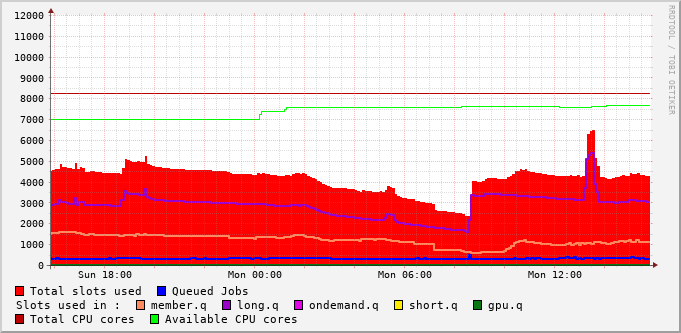 RRDTOOL / TOBI OETIKER
12000
11000
10000
9000
8000
7000
6000
5000
4000
3000
2000
1000
0
Sun 18:00 Mon 00:00 Mon 06:00 Mon 12:00
Total slots used Queued Jobs
Slots used in : member.q long.q ondemand.q short.q gpu.q
Total CPU cores Available CPU cores